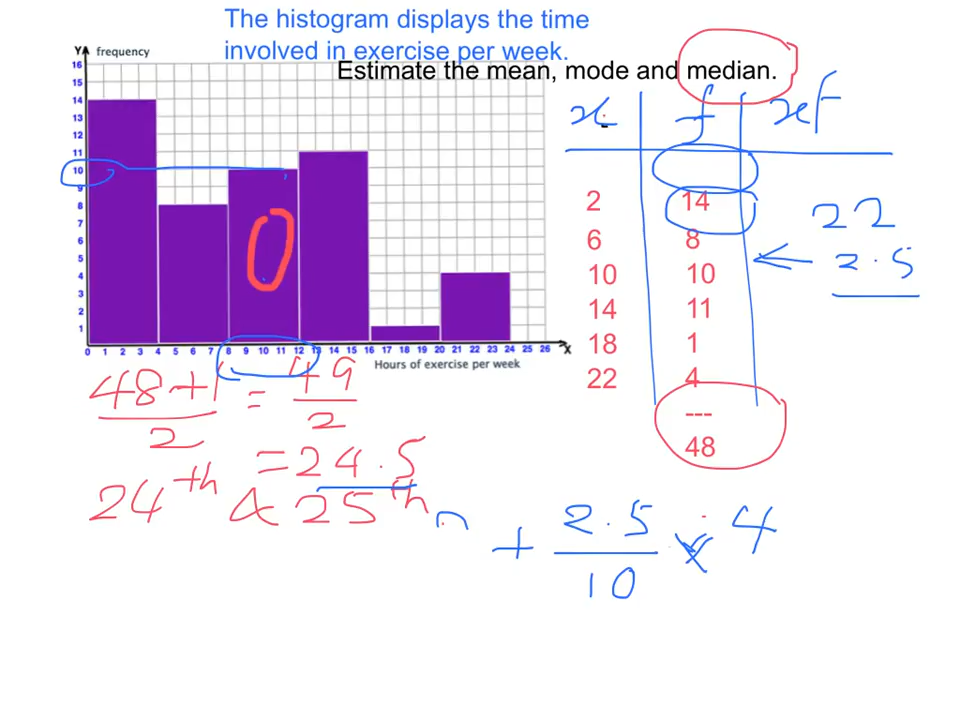 The histogram displays the time
involved in exercise per week.
Estimate the mean, mode and median.
Y frequency
16
15
14
13
12
11
10
9
8
7
6
5
4
3
2
1
0 1 2 3 4 5 6 7 8 9 10 11 12 13 14 15 16 17 18 19 20 21 22 23 24 25 26 X
Hours of exercise per week
0
x f xf
2 14
6 8
10 10
14 11
18 1
22 4
---
48
22
2.5
48+1/2 = 49/2
=24.5
24th & 25th
+ 2.5/10 × 4